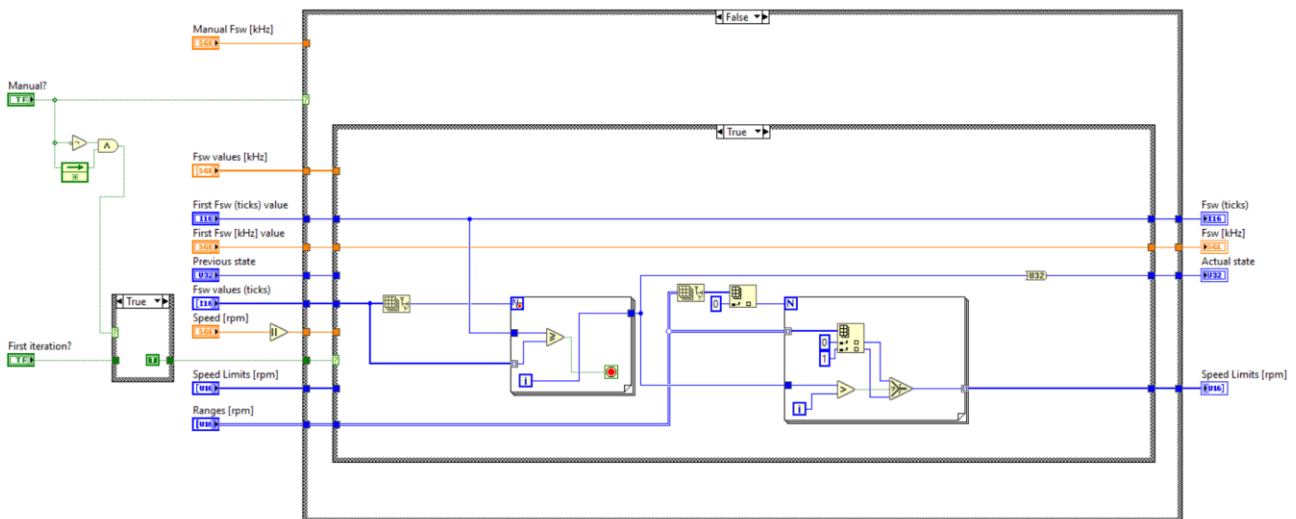 False
Manual Fsw [kHz]
SGL
Manual?
TF
True
Fsw values [kHz]
SGL
First Fsw (ticks) value
I16
Fsw (ticks)
I16
First Fsw [kHz] value
SGL
Fsw [kHz]
SGL
Previous state
U32
Actual state
U32
U32
Fsw values (ticks)
I16
True
0
N
N
Speed [rpm]
SGL
First iteration?
TF
T
0
1
i
i
Speed Limits [rpm]
U16
Speed Limits [rpm]
U16
Ranges [rpm]
U16